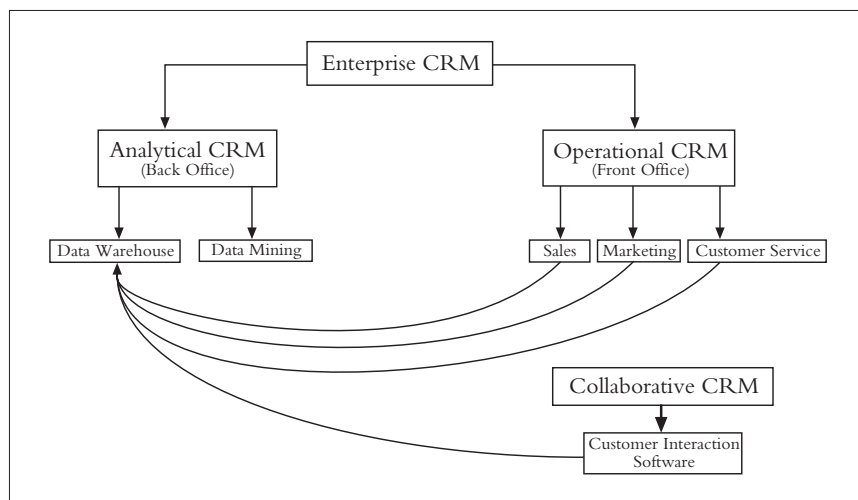 Enterprise CRM
Analytical CRM
(Back Office)
Operational CRM
(Front Office)
Data Warehouse
Data Mining
Sales
Marketing
Customer Service
Collaborative CRM
Customer Interaction
Software